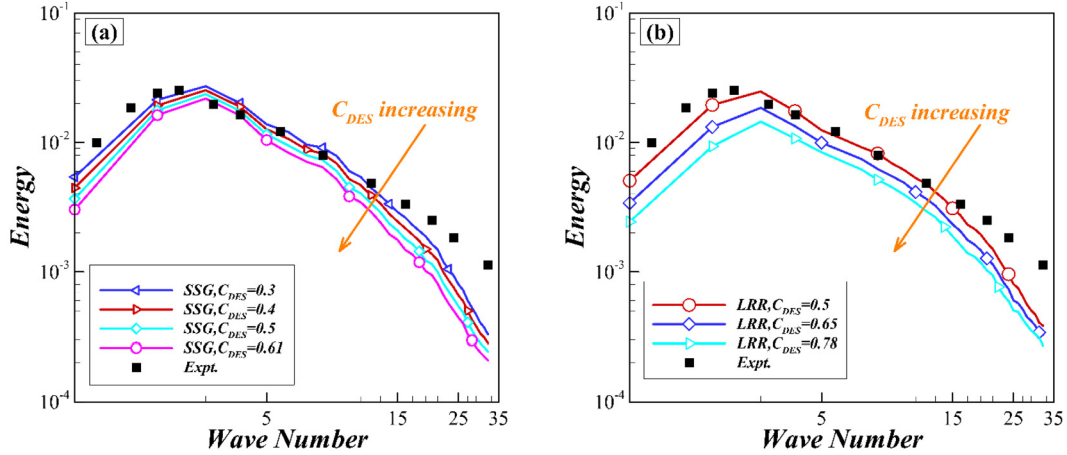 (a)
10^-1
10^-2
10^-3
10^-4
Energy
C_DES increasing
SSG,C_DES=0.3
SSG,C_DES=0.4
SSG,C_DES=0.5
SSG,C_DES=0.61
Expt.
5 15 25 35
Wave Number
(b)
10^-1
10^-2
10^-3
10^-4
Energy
C_DES increasing
LRR,C_DES=0.5
LRR,C_DES=0.65
LRR,C_DES=0.78
Expt.
5 15 25 35
Wave Number